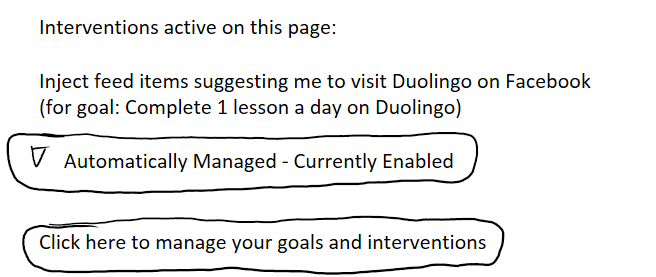 Interventions active on this page:
Inject feed items suggesting me to visit Duolingo on Facebook
(for goal: Complete 1 lesson a day on Duolingo)
Automatically Managed - Currently Enabled
Click here to manage your goals and interventions